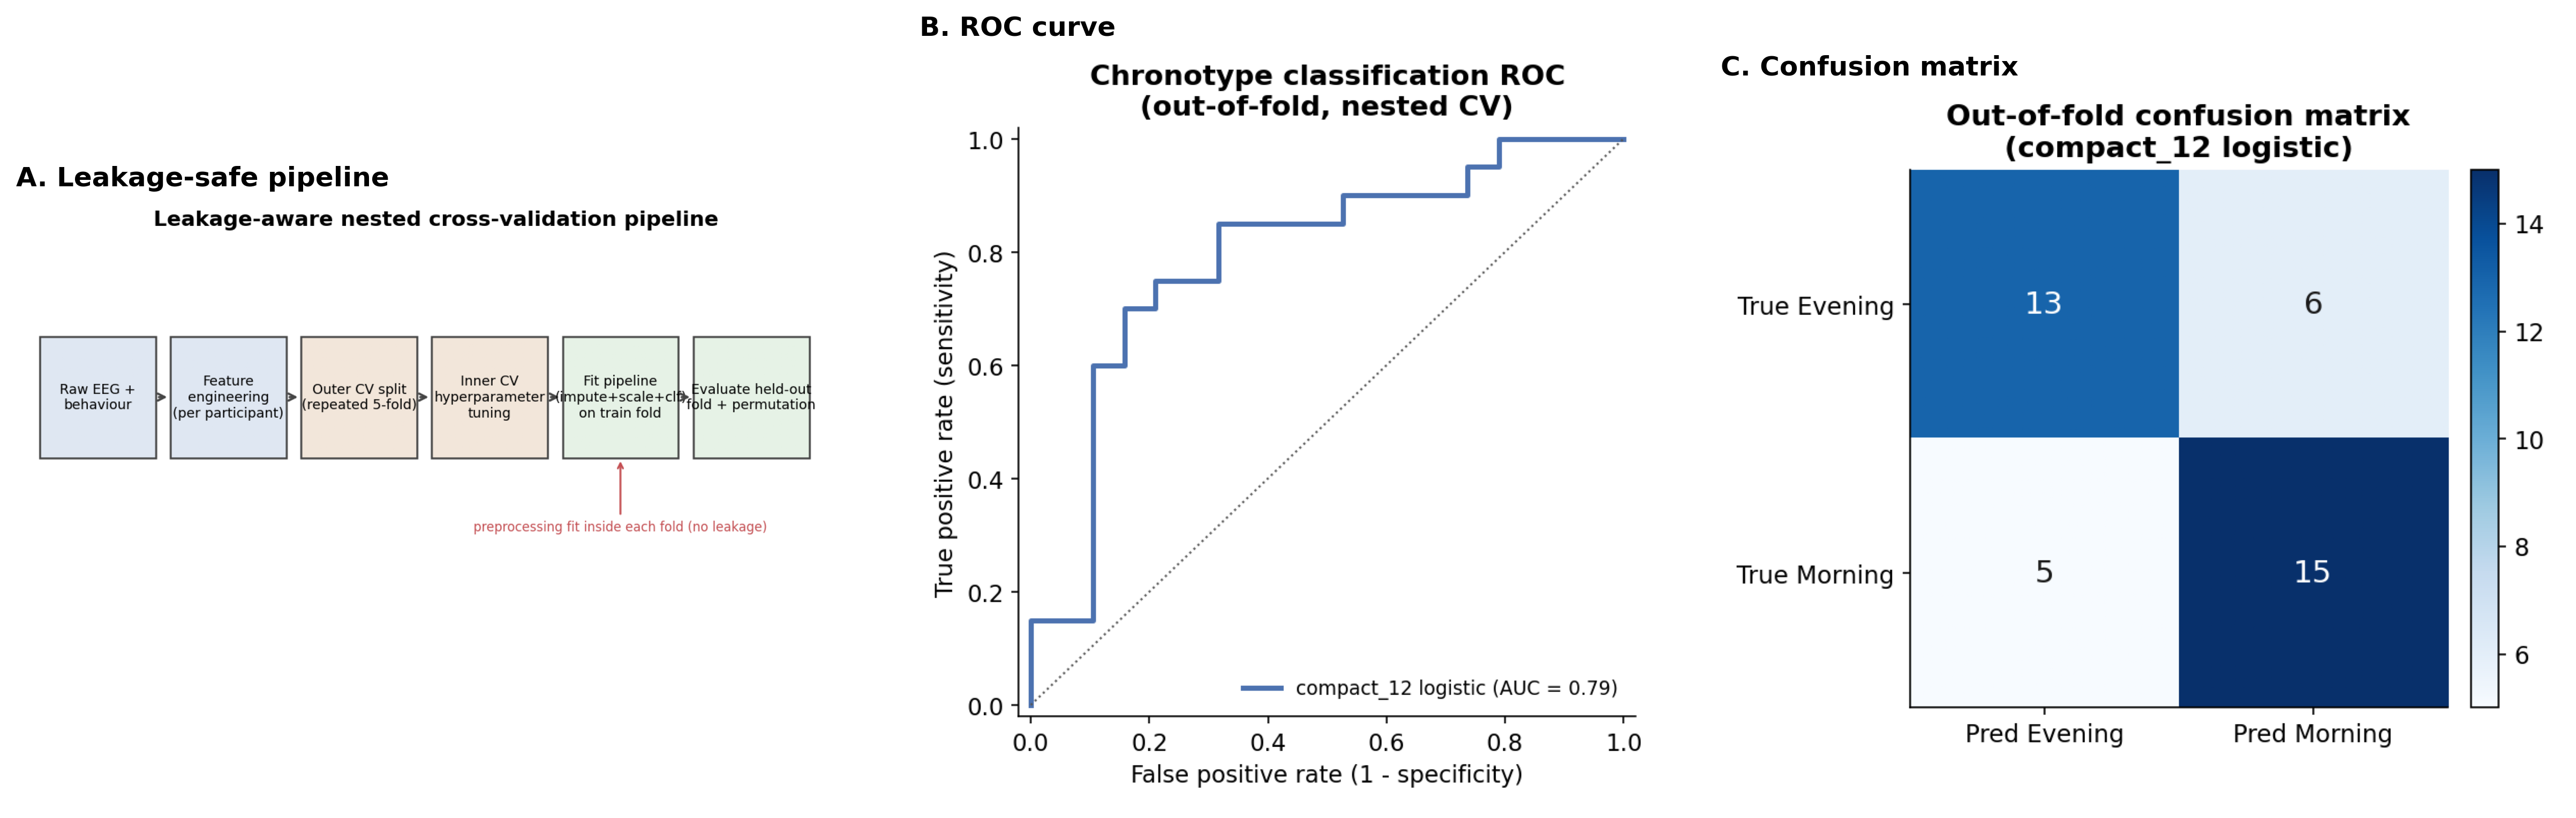 A. Leakage-safe pipeline
Leakage-aware nested cross-validation pipeline
Raw EEG +
behaviour
Feature
engineering
(per participant)
Outer CV split
(repeated 5-fold)
Inner CV
hyperparameter
tuning
Fit pipeline
(impute+scale+clf)
on train fold
Evaluate held-out
fold + permutation
preprocessing fit inside each fold (no leakage)
B. ROC curve
Chronotype classification ROC
(out-of-fold, nested CV)
True positive rate (sensitivity)
1.0
0.8
0.6
0.4
0.2
0.0
compact_12 logistic (AUC = 0.79)
0.0 0.2 0.4 0.6 0.8 1.0
False positive rate (1 - specificity)
C. Confusion matrix
Out-of-fold confusion matrix
(compact_12 logistic)
True Evening 13 6
True Morning 5 15
Pred Evening Pred Morning
14
12
10
8
6